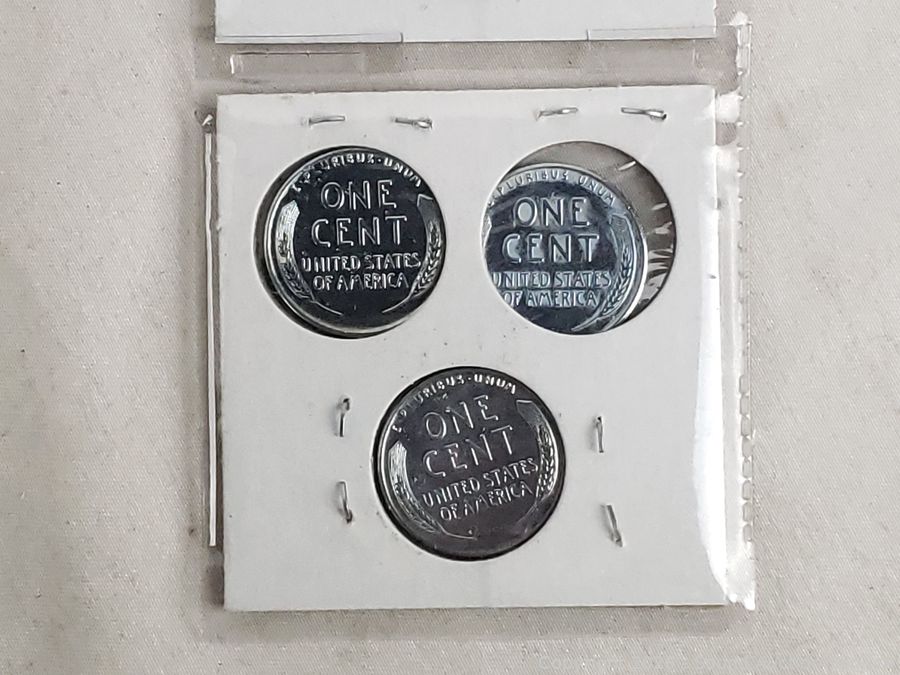 E·PLURIBUS·UNUM
ONE
CENT
UNITED STATES
OF AMERICA
PLURIBUS UNUM
ONE
CENT
UNITED STATES
OF AMERICA
E·PLURIBUS·UNUM
ONE
CENT
UNITED STATES
OF AMERICA